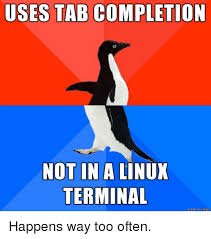 USES TAB COMPLETION
NOT IN A LINUX
TERMINAL
Happens way too often.